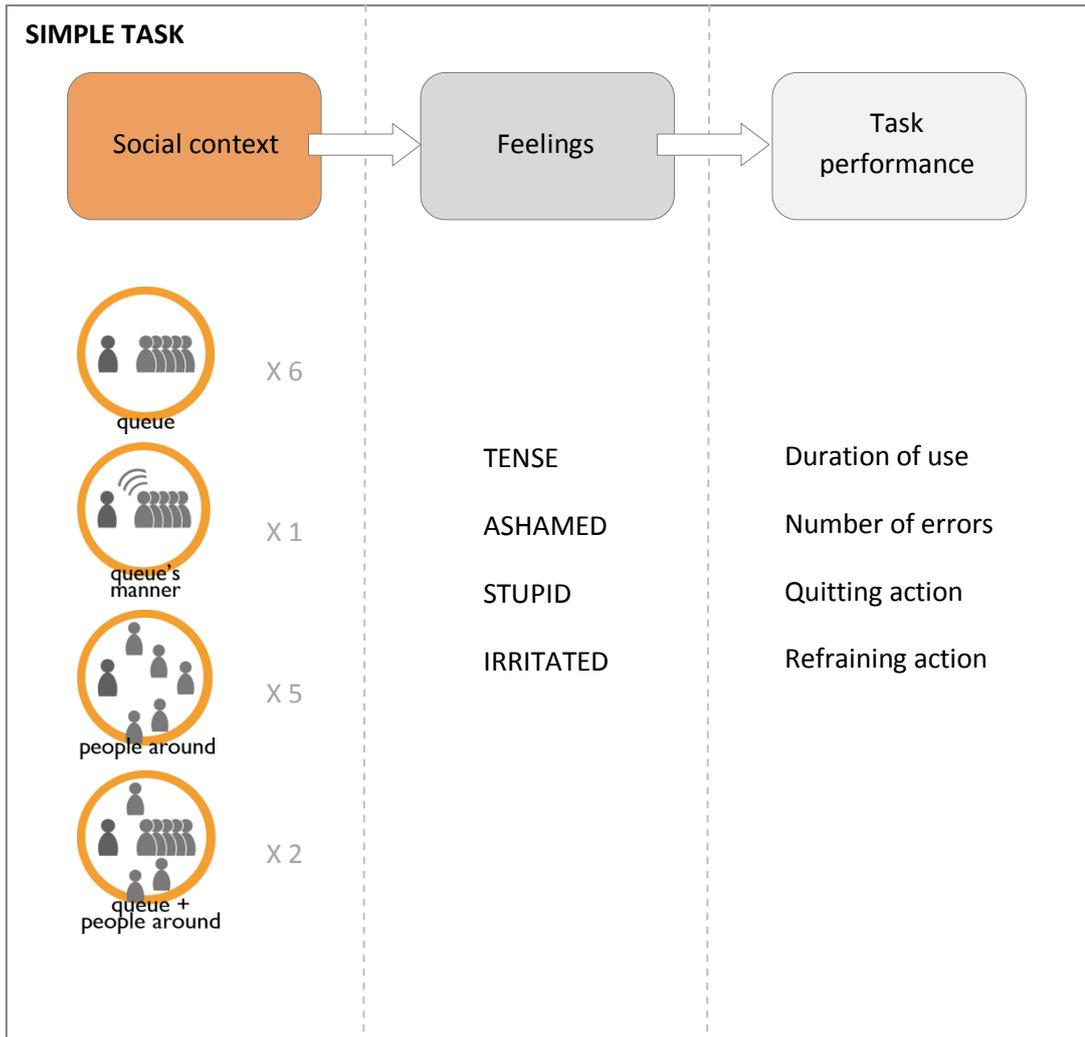 SIMPLE TASK
Social context
Feelings
Task
performance
X 6
queue
X 1
queue's
manner
X 5
people around
X 2
queue +
people around
TENSE
ASHAMED
STUPID
IRRITATED
Duration of use
Number of errors
Quitting action
Refraining action